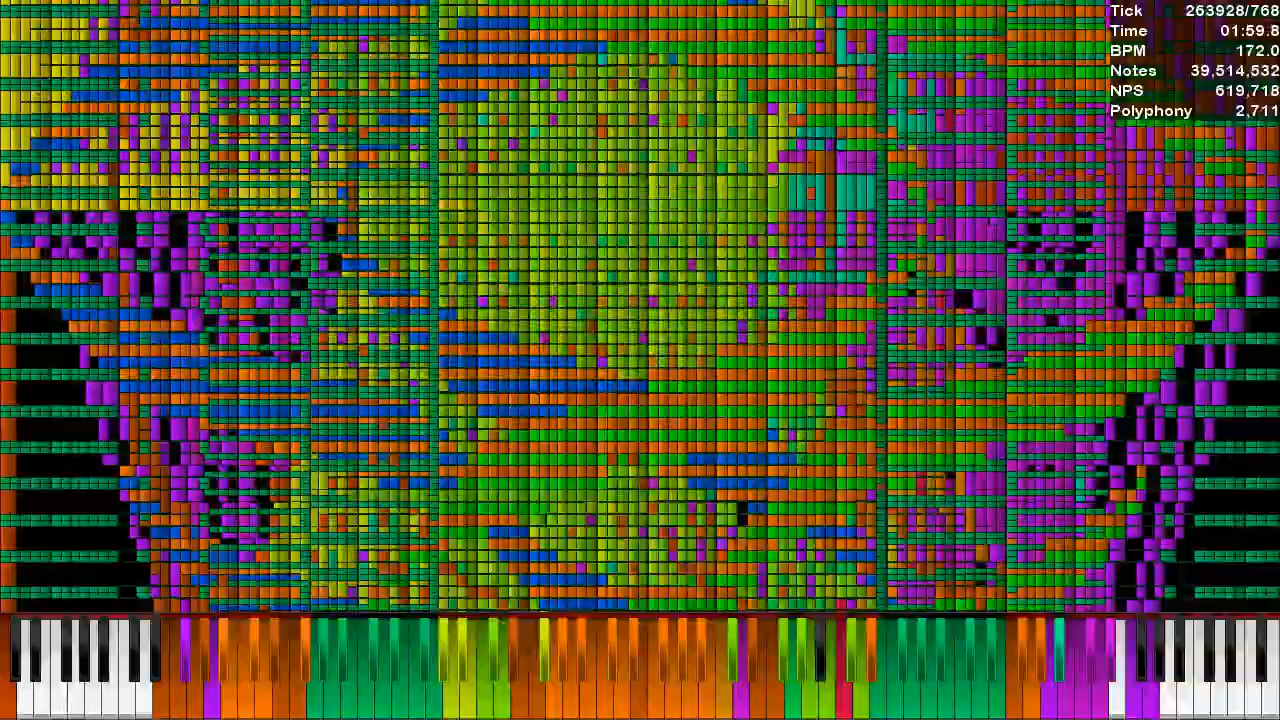 Tick 263928/768
Time 01:59.8
BPM 172.0
Notes 39,514,532
NPS 619,718
Polyphony 2,711